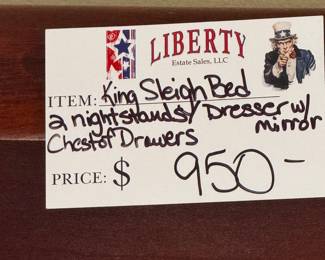 LIBERTY
Estate Sales, LLC
ITEM: King Sleigh Bed
2 nightstands/ Dresser w/
Chest of Drawers mirror
PRICE: $ 950-